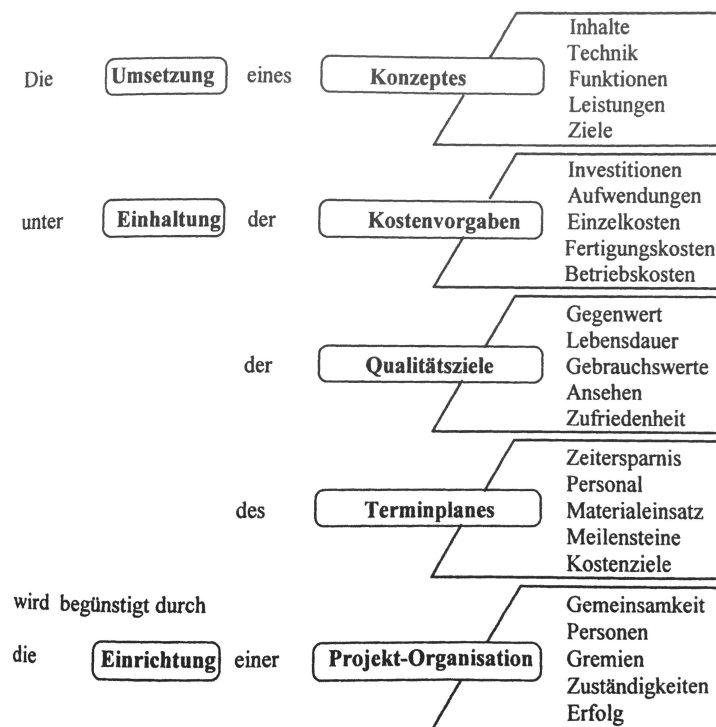 Inhalte
Technik
Die Umsetzung eines Konzeptes Funktionen
Leistungen
Ziele
Investitionen
Aufwendungen
unter Einhaltung der Kostenvorgaben Einzelkosten
Fertigungskosten
Betriebskosten
Gegenwert
Lebensdauer
der Qualitätsziele Gebrauchswerte
Ansehen
Zufriedenheit
Zeitersparnis
Personal
des Terminplanes Materialeinsatz
Meilensteine
Kostenziele
wird begünstigt durch Gemeinsamkeit
Personen
die Einrichtung einer Projekt-Organisation Gremien
Zuständigkeiten
Erfolg